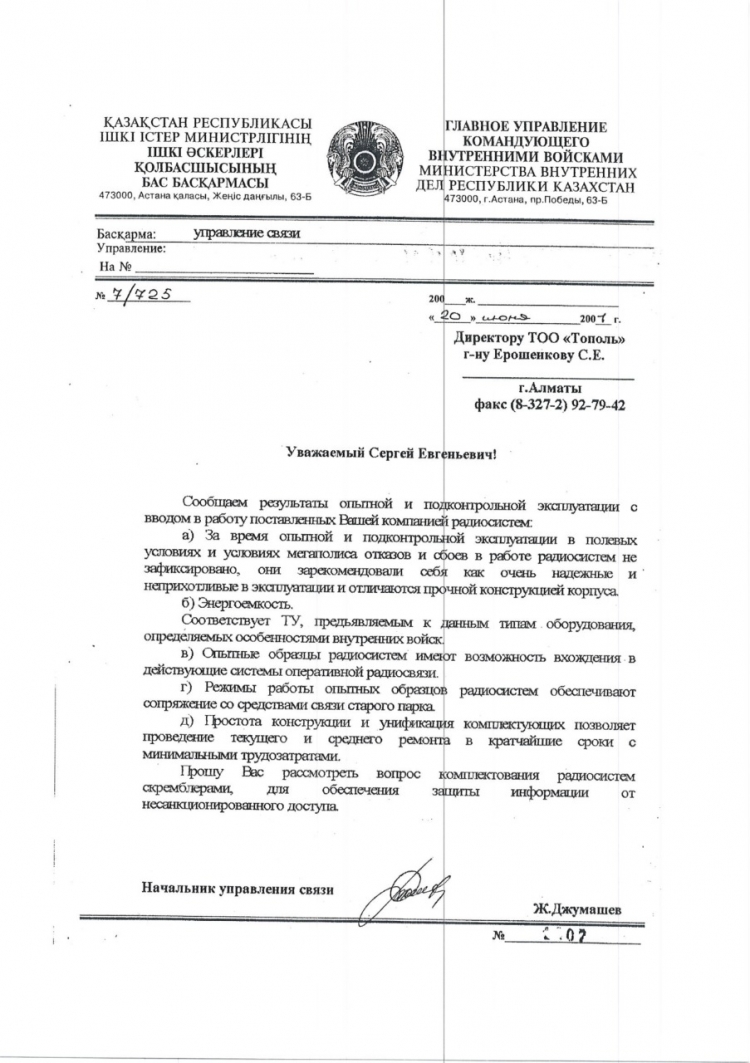 ҚАЗАҚСТАН РЕСПУБЛИКАСЫ
ІШКІ ІСТЕР МИНИСТРЛІГІНІҢ
ІШКІ ӘСКЕРЛЕРІ
ҚОЛБАСШЫСЫНЫҢ
БАС БАСҚАРМАСЫ
473000, Астана қаласы, Жеңіс даңғылы, 63-Б
ГЛАВНОЕ УПРАВЛЕНИЕ
КОМАНДУЮЩЕГО
ВНУТРЕННИМИ ВОЙСКАМИ
МИНИСТЕРСТВА ВНУТРЕННИХ
ДЕЛ РЕСПУБЛИКИ КАЗАХСТАН
473000, г.Астана, пр.Победы, 63-Б
Басқарма: управление связи
Управление:
На №
№ 7/725
200 ж.
« 20 » июня 2001 г.
Директору ТОО «Тополь»
г-ну Ерошенкову С.Е.
г.Алматы
факс (8-327-2) 92-79-42
Уважаемый Сергей Евгеньевич!
Сообщаем результаты опытной и подконтрольной эксплуатации с
вводом в работу поставленных Вашей компанией радиосистем:
а) За время опытной и подконтрольной эксплуатации в полевых
условиях и условиях мегаполиса отказов и сбоев в работе радиосистем не
зафиксировано, они зарекомендовали себя как очень надежные и
неприхотливые в эксплуатации и отличаются прочной конструкцией корпуса.
б) Энергоемкость.
Соответствует ТУ, предъявляемым к данным типам оборудования,
определяемых особенностями внутренних войск.
в) Опытные образцы радиосистем имеют возможность вхождения в
действующие системы оперативной радиосвязи.
г) Режимы работы опытных образцов радиосистем обеспечивают
сопряжение со средствами связи старого парка.
д) Простота конструкции и унификация комплектующих позволяет
проведение текущего и среднего ремонта в кратчайшие сроки с
минимальными трудозатратами.
Прошу Вас рассмотреть вопрос комплектования радиосистем
скремблерами, для обеспечения защиты информации от
несанкционированного доступа.
Начальник управления связи
Ж.Джумашев
№